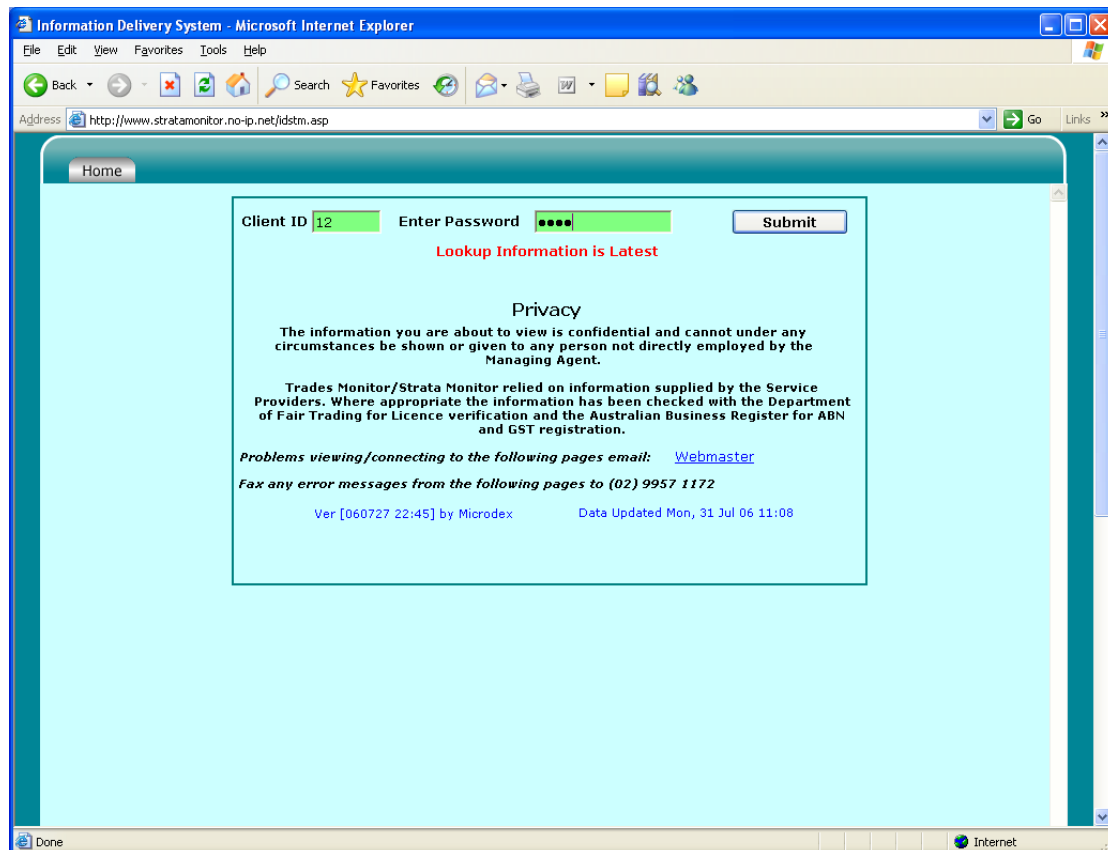 Information Delivery System - Microsoft Internet Explorer
File Edit View Favorites Tools Help
Back Search Favorites
Address http://www.stratamonitor.no-ip.net/idstm.asp Go Links »
Home
Client ID 12 Enter Password •••• Submit
Lookup Information is Latest
Privacy
The information you are about to view is confidential and cannot under any
circumstances be shown or given to any person not directly employed by the
Managing Agent.
Trades Monitor/Strata Monitor relied on information supplied by the Service
Providers. Where appropriate the information has been checked with the Department
of Fair Trading for Licence verification and the Australian Business Register for ABN
and GST registration.
Problems viewing/connecting to the following pages email: Webmaster
Fax any error messages from the following pages to (02) 9957 1172
Ver [060727 22:45] by Microdex Data Updated Mon, 31 Jul 06 11:08
Done Internet